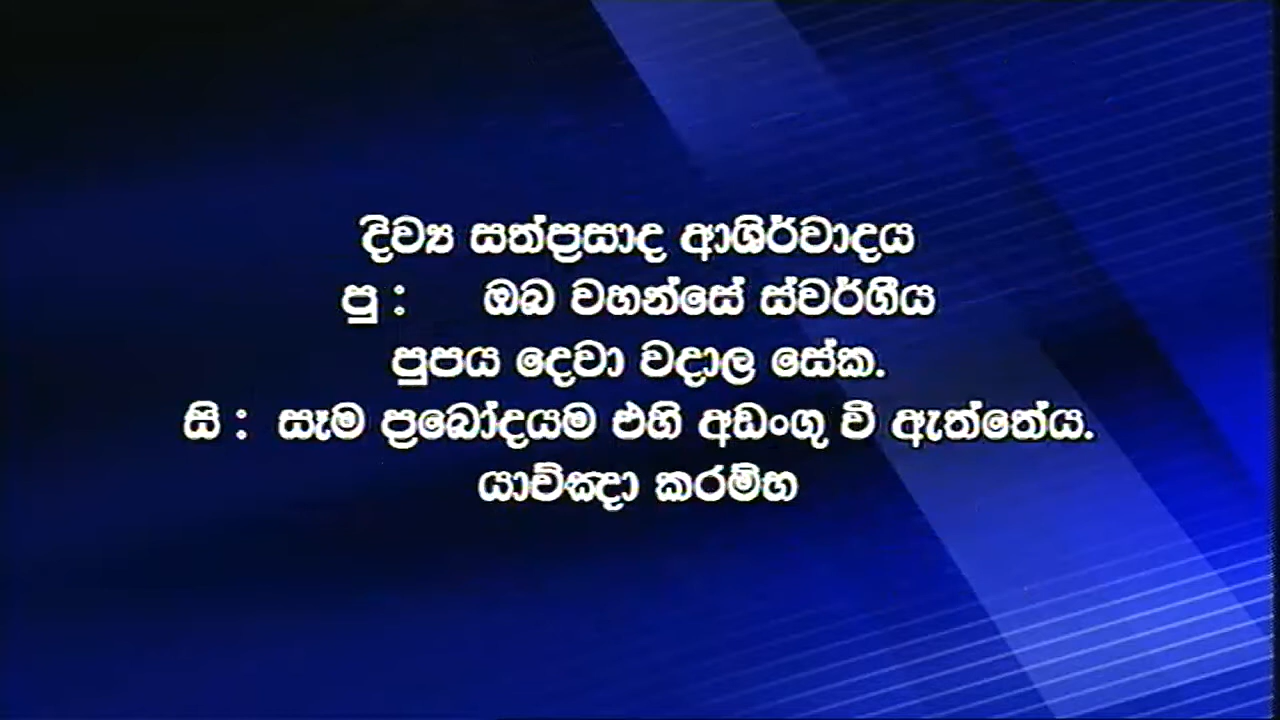 දිව්‍ය සත්ප්‍රසාද ආශිර්වාදය
පූ : ඔබ වහන්සේ ස්වර්ගීය
පූපය දෙවා වදාල සේක.
සි : සෑම ප්‍රබෝදයම එහි අඩංගු වී ඇත්තේය.
යාච්ඤා කරම්හ